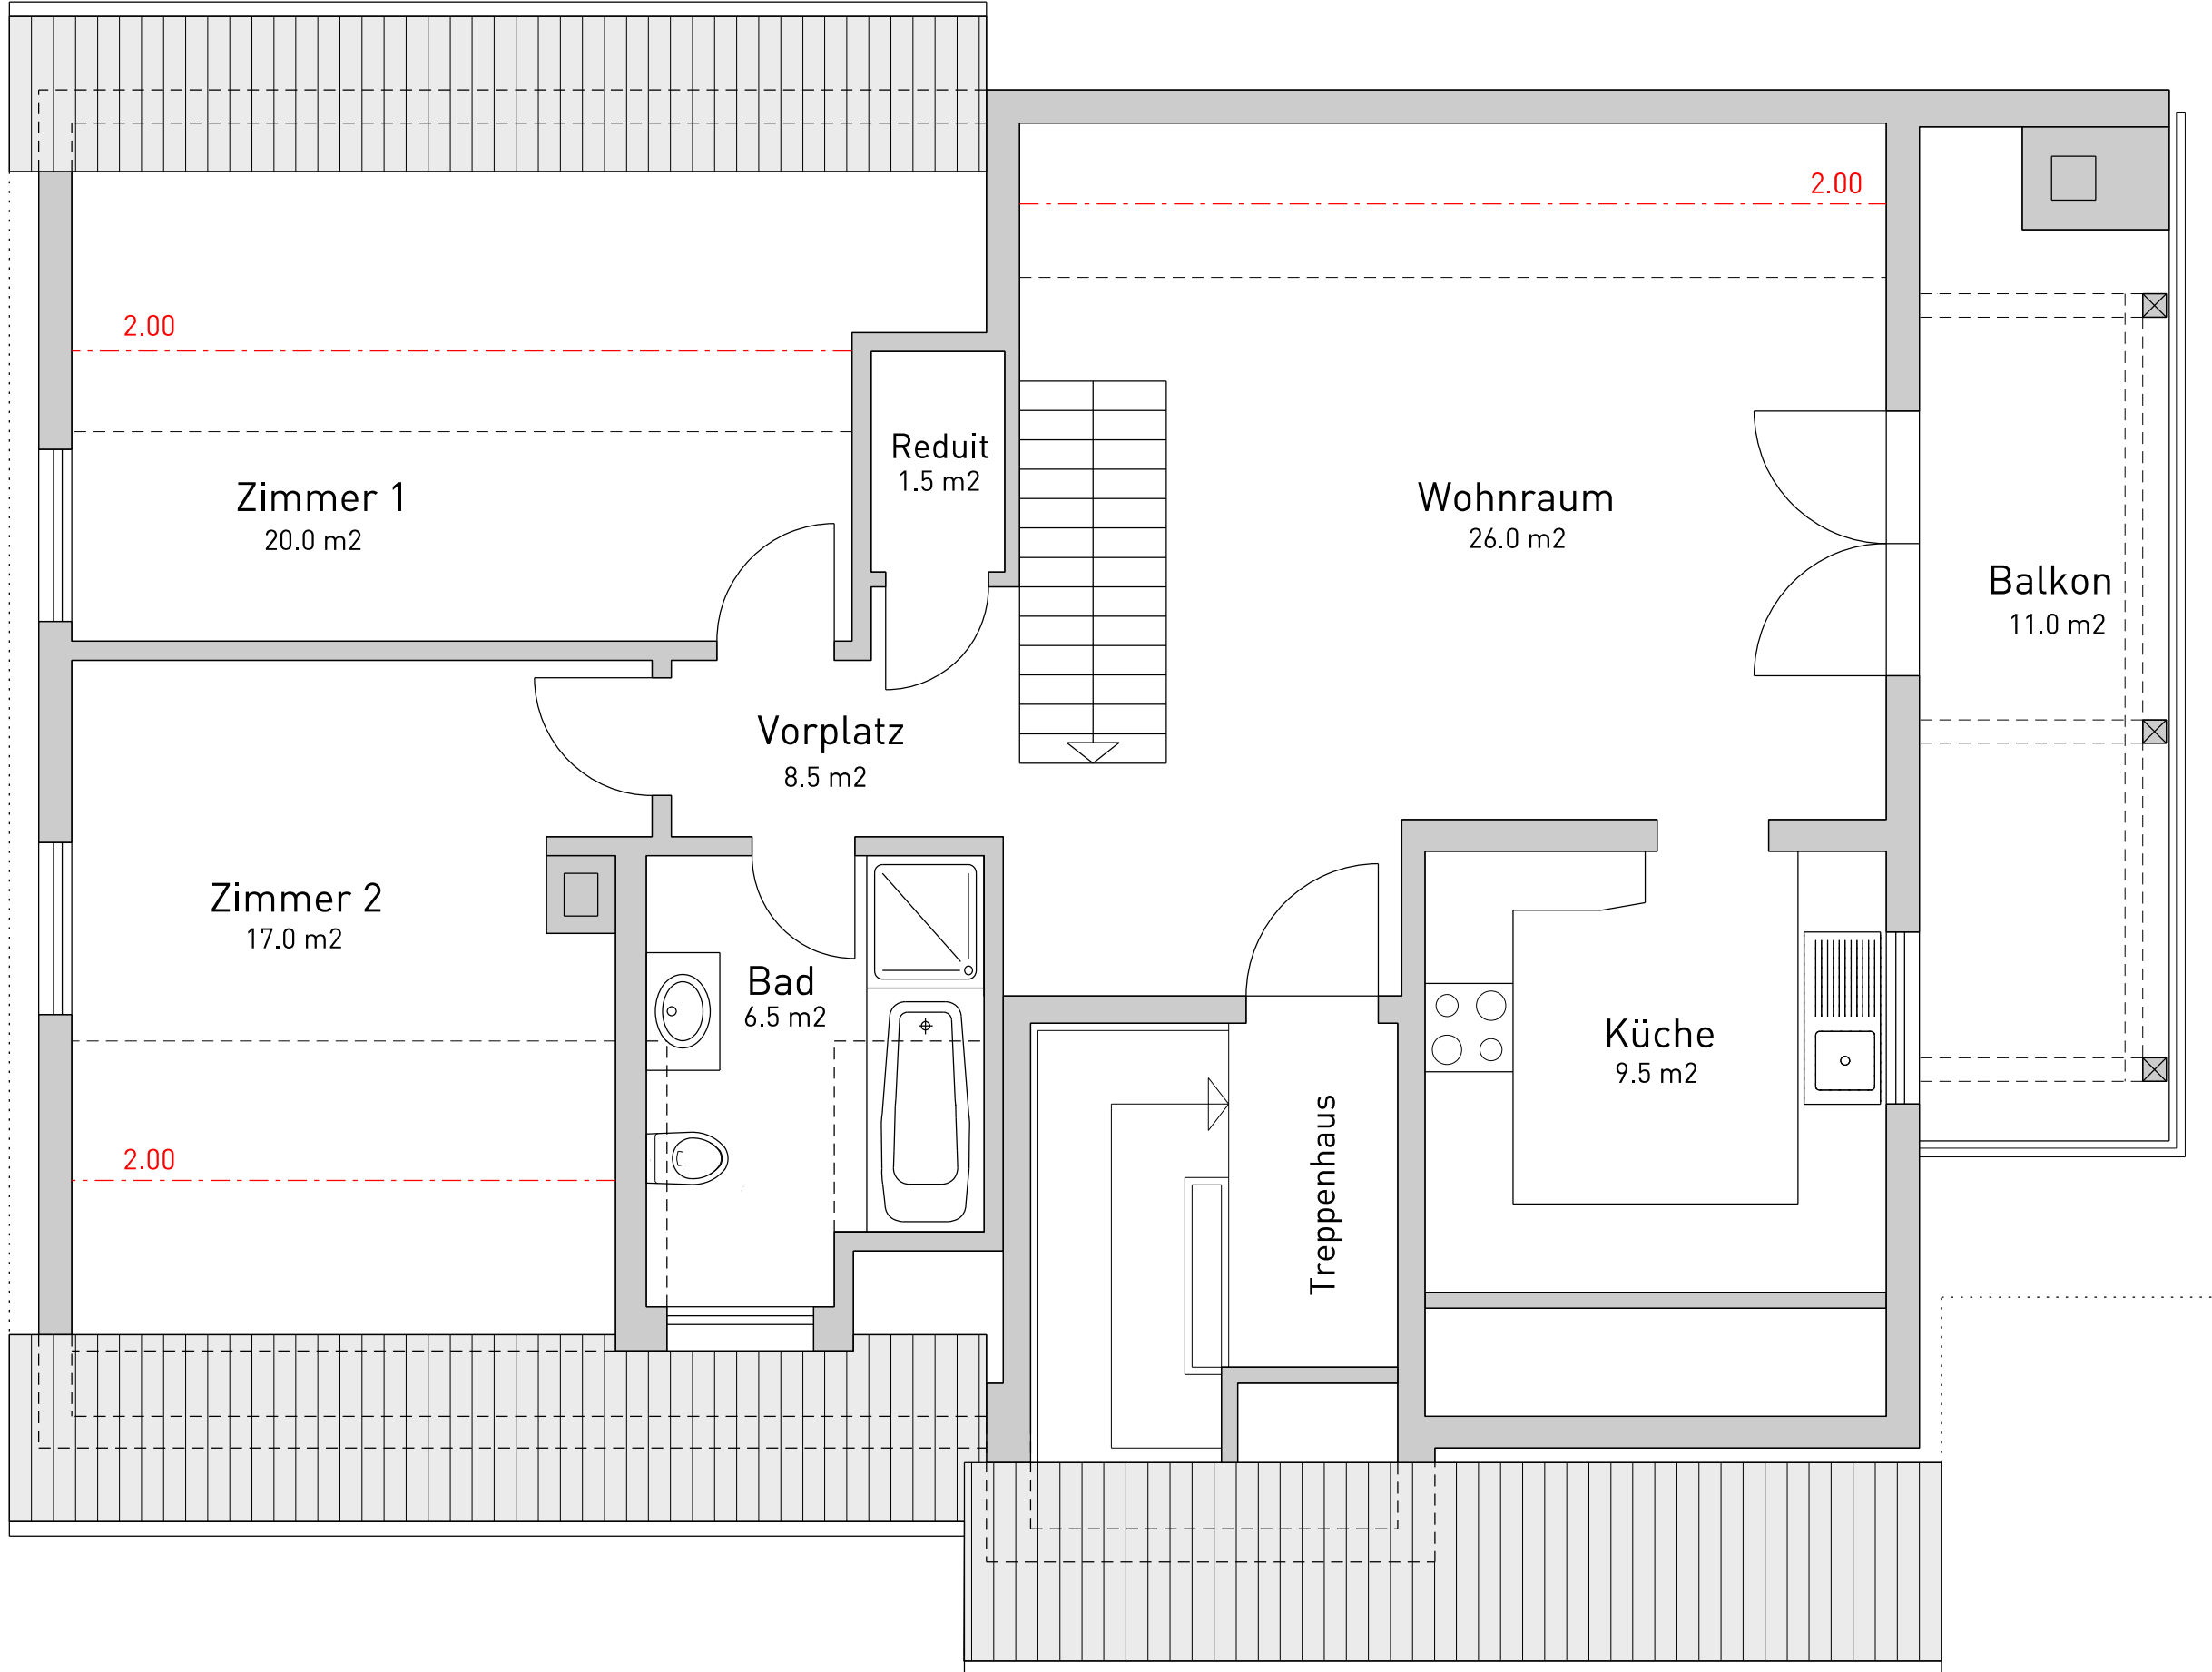 2.00
2.00
Reduit
1.5 m2
Zimmer 1
20.0 m2
Wohnraum
26.0 m2
Balkon
11.0 m2
Vorplatz
8.5 m2
Zimmer 2
17.0 m2
Bad
6.5 m2
Küche
9.5 m2
Treppenhaus
2.00